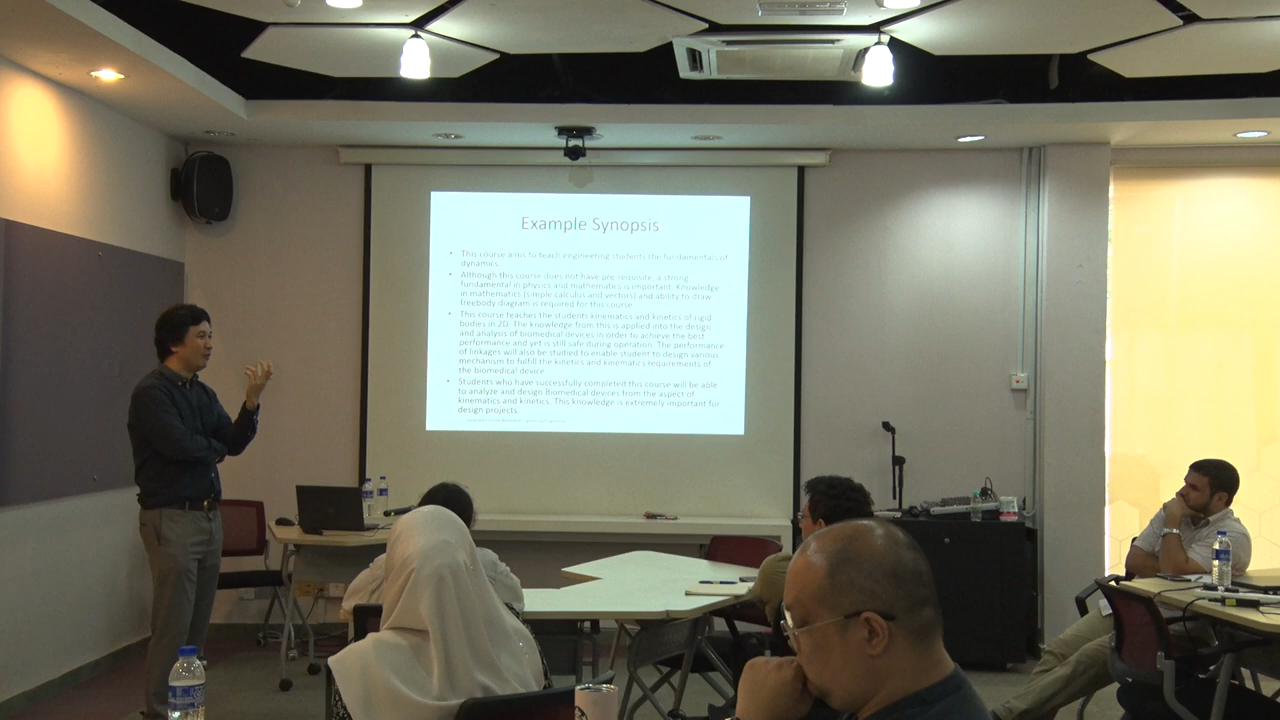 Example Synopsis
• This course aims to teach engineering students the fundamentals of
dynamics.
• Although this course does not have pre requisite, a strong
fundamental in physics and mathematics is important. Knowledge
in mathematics (simple calculus and vectors) and ability to draw
freebody diagram is required for this course.
• This course teaches the students kinematics and kinetics of rigid
bodies in 2D. The knowledge from this is applied into the design
and analysis of biomedical devices in order to achieve the best
performance and yet is still safe during operation. The performance
of linkages will also be studied to enable student to design various
mechanism to fulfill the kinetics and kinematics requirements of
the biomedical device.
• Students who have successfully completed this course will be able
to analyze and design Biomedical devices from the aspect of
kinematics and kinetics. This knowledge is extremely important for
design projects.